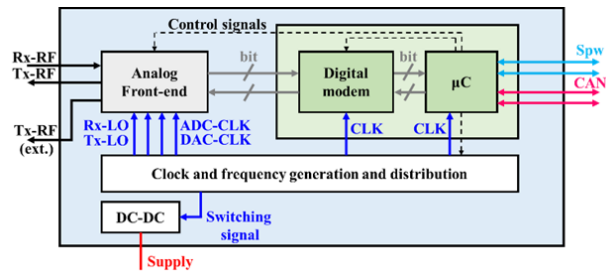 Control signals
Rx-RF
Tx-RF
Analog
Front-end
bit
Digital
modem
bit
µC
Spw
CAN
Tx-RF
(ext.)
Rx-LO
Tx-LO
ADC-CLK
DAC-CLK
CLK
CLK
Clock and frequency generation and distribution
DC-DC
Switching
signal
Supply